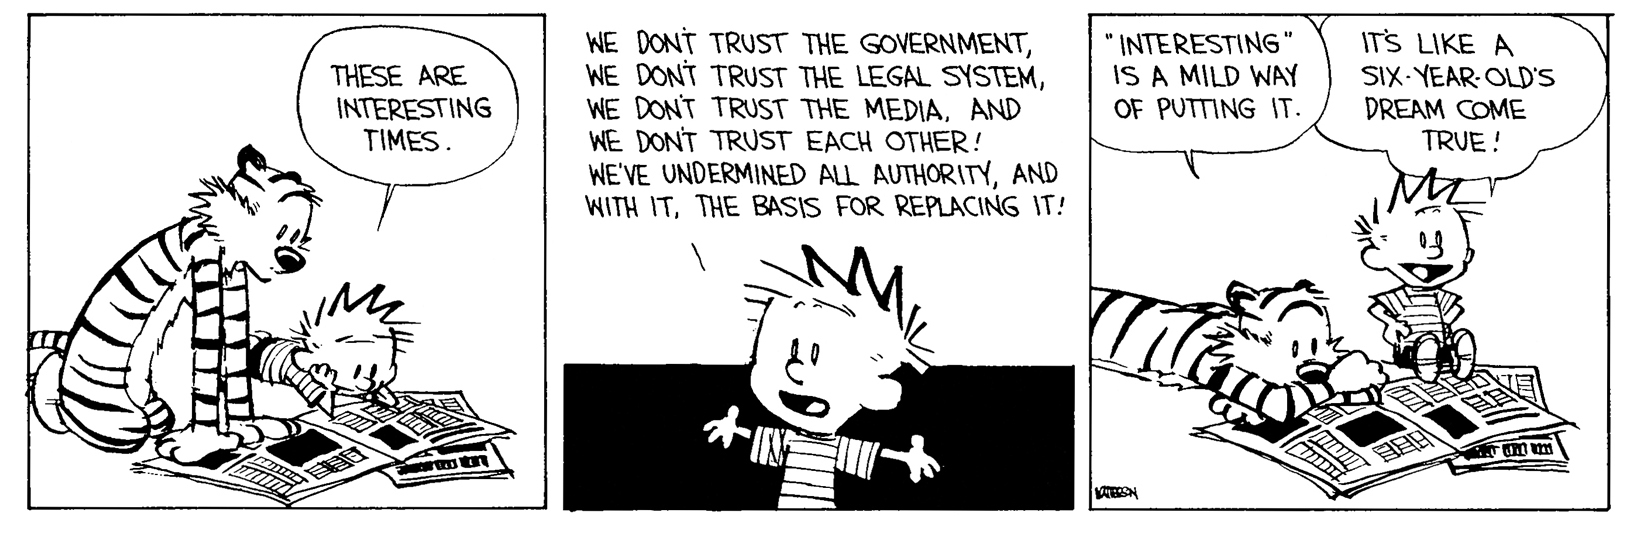 THESE ARE
INTERESTING
TIMES.
WE DON'T TRUST THE GOVERNMENT,
WE DON'T TRUST THE LEGAL SYSTEM,
WE DON'T TRUST THE MEDIA, AND
WE DON'T TRUST EACH OTHER!
WE'VE UNDERMINED ALL AUTHORITY, AND
WITH IT, THE BASIS FOR REPLACING IT!
"INTERESTING"
IS A MILD WAY
OF PUTTING IT.
IT'S LIKE A
SIX-YEAR-OLD'S
DREAM COME
TRUE!
WATTERSON